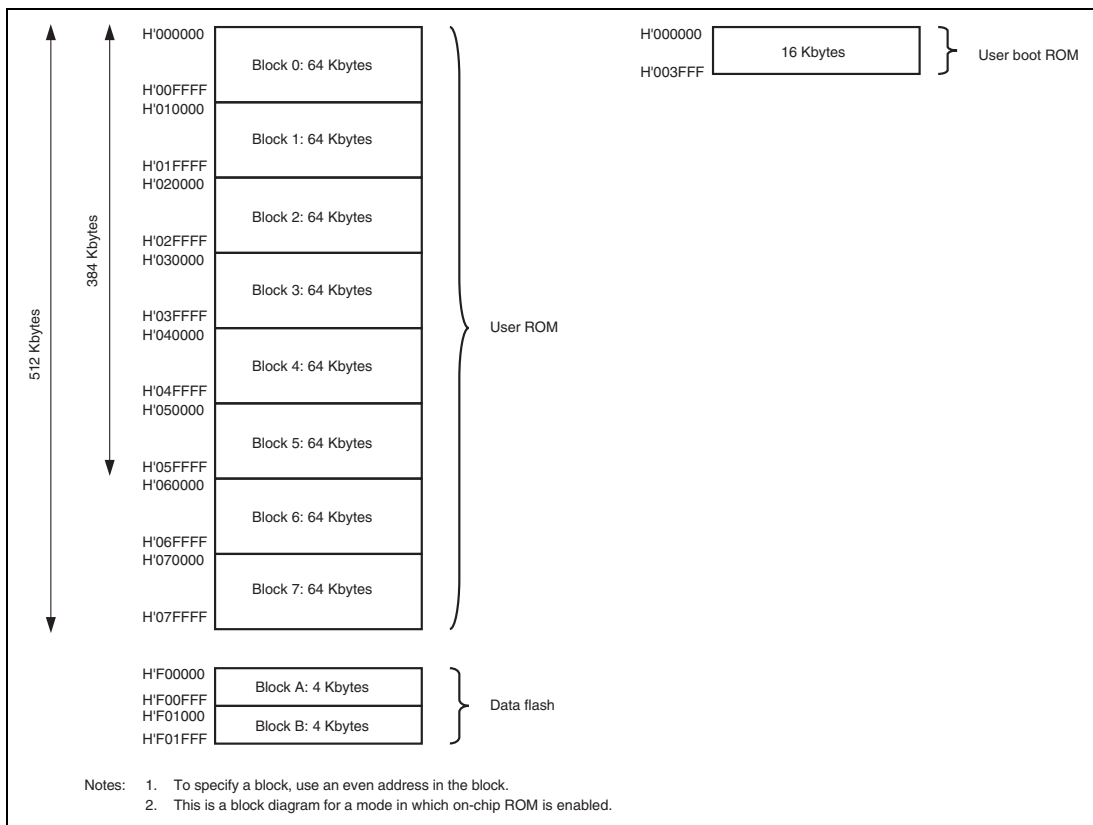 H'000000
Block 0: 64 Kbytes
H'00FFFF
H'010000
Block 1: 64 Kbytes
H'01FFFF
H'020000
Block 2: 64 Kbytes
H'02FFFF
H'030000
Block 3: 64 Kbytes
H'03FFFF
H'040000
Block 4: 64 Kbytes
H'04FFFF
H'050000
Block 5: 64 Kbytes
H'05FFFF
H'060000
Block 6: 64 Kbytes
H'06FFFF
H'070000
Block 7: 64 Kbytes
H'07FFFF
512 Kbytes
384 Kbytes
User ROM
H'F00000
Block A: 4 Kbytes
H'F00FFF
H'F01000
Block B: 4 Kbytes
H'F01FFF
Data flash
H'000000
16 Kbytes
H'003FFF
User boot ROM
Notes: 1. To specify a block, use an even address in the block.
2. This is a block diagram for a mode in which on-chip ROM is enabled.